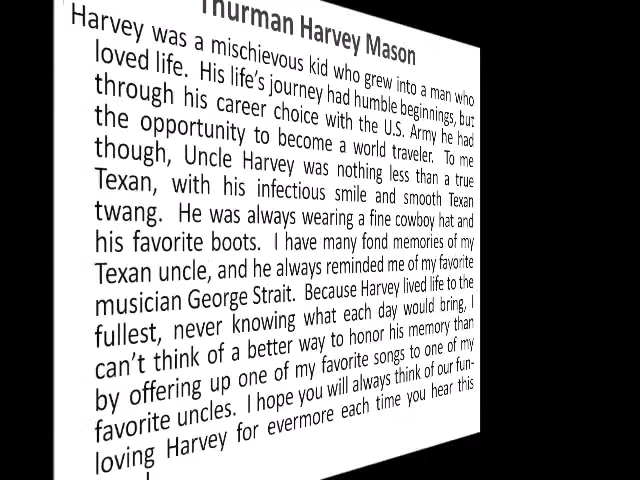 Thurman Harvey Mason
Harvey was a mischievous kid who grew into a man who
loved life.  His life's journey had humble beginnings, but
through his career choice with the U.S. Army he had
the opportunity to become a world traveler.  To me
though, Uncle Harvey was nothing less than a true
Texan, with his infectious smile and smooth Texan
twang.  He was always wearing a fine cowboy hat and
his favorite boots.  I have many fond memories of my
Texan uncle, and he always reminded me of my favorite
musician George Strait.  Because Harvey lived life to the
fullest, never knowing what each day would bring, I
can't think of a better way to honor his memory than
by offering up one of my favorite songs to one of my
favorite uncles.  I hope you will always think of our fun-
loving Harvey for evermore each time you hear this